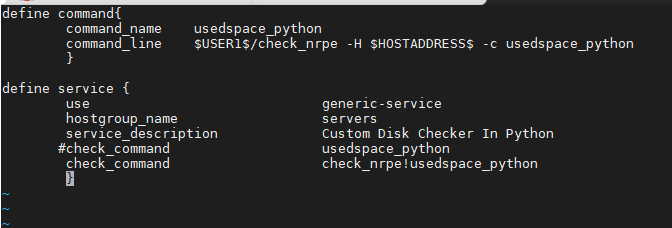 define command{
command_name usedspace_python
command_line $USER1$/check_nrpe -H $HOSTADDRESS$ -c usedspace_python
}
define service {
use generic-service
hostgroup_name servers
service_description Custom Disk Checker In Python
#check_command usedspace_python
check_command check_nrpe!usedspace_python
}
~
~
~